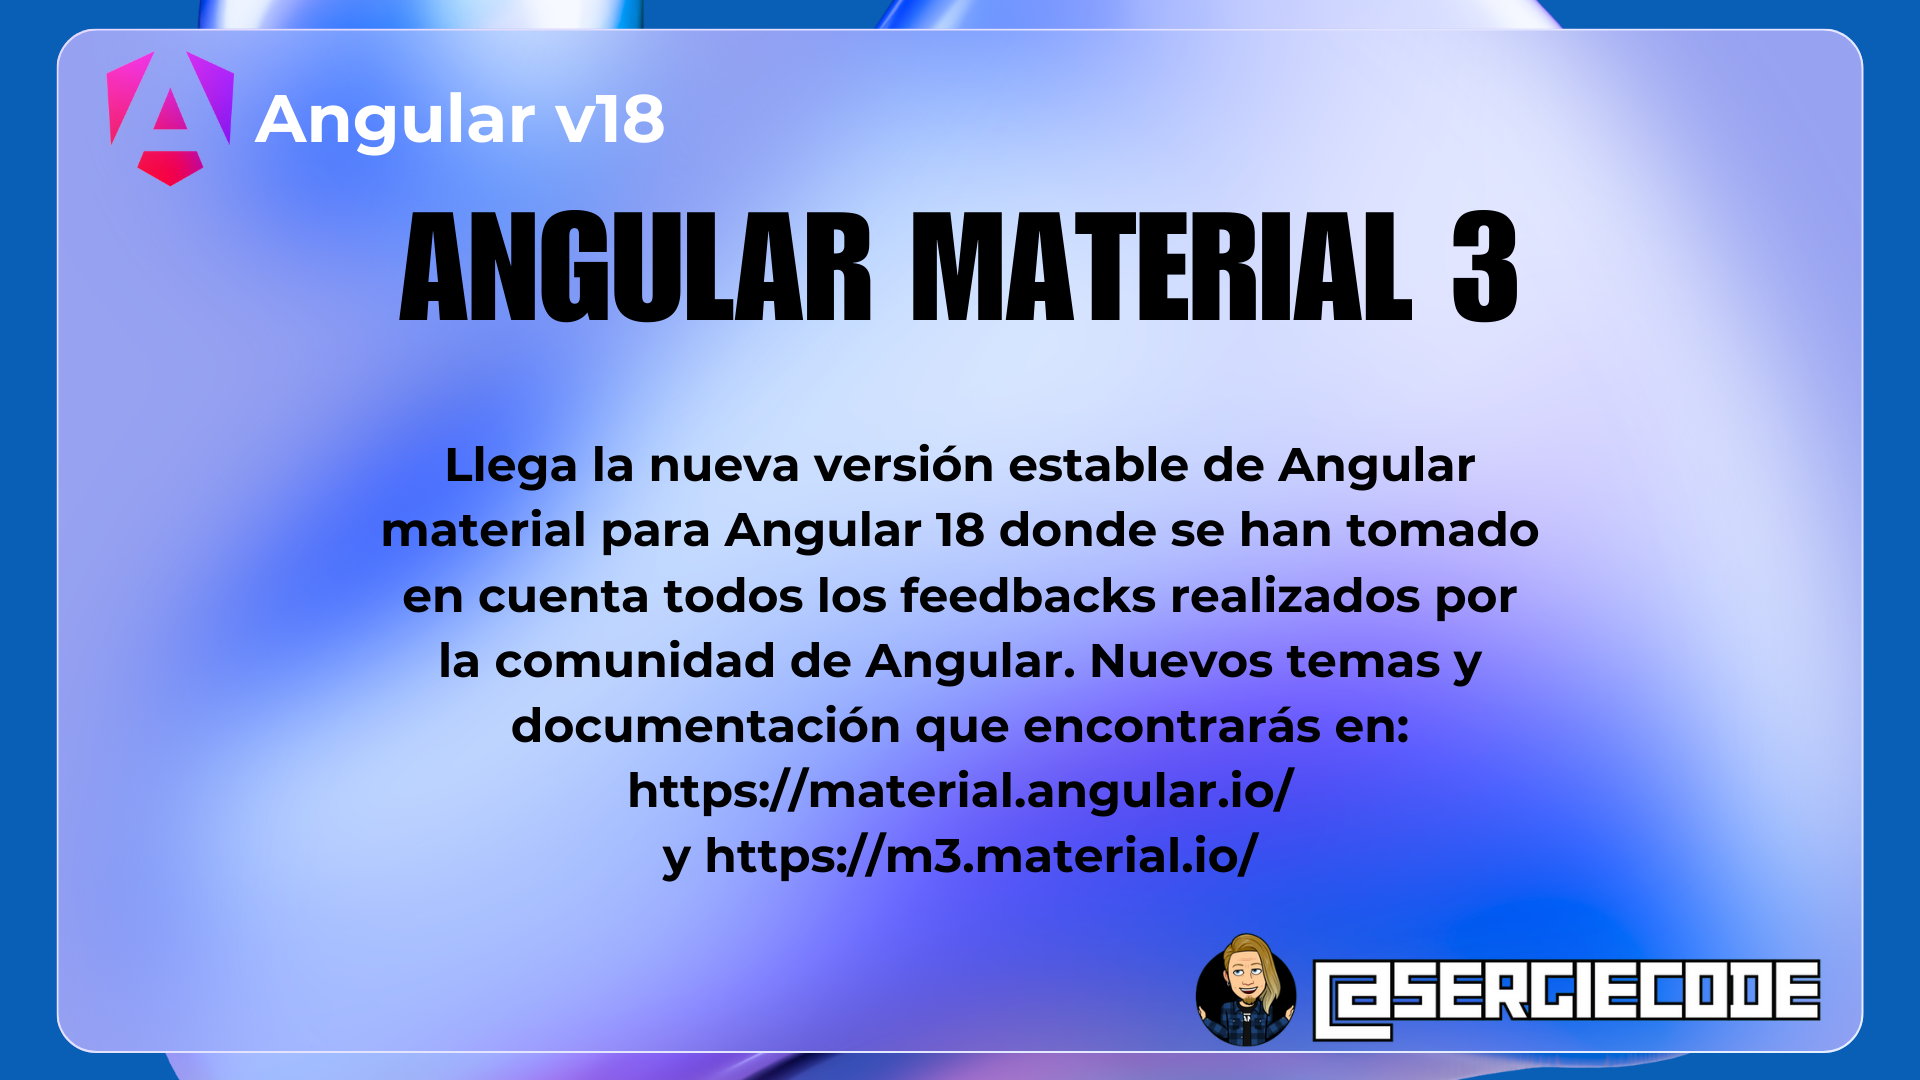 Angular v18
ANGULAR MATERIAL 3
Llega la nueva versión estable de Angular
material para Angular 18 donde se han tomado
en cuenta todos los feedbacks realizados por
la comunidad de Angular. Nuevos temas y
documentación que encontrarás en:
https://material.angular.io/
y https://m3.material.io/
@SERGIECODE